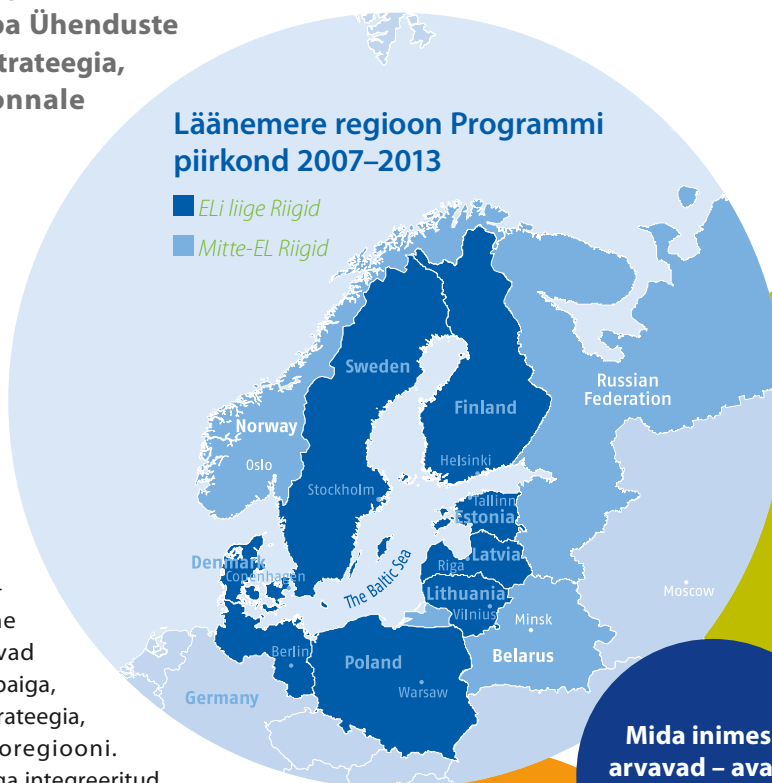 Ühenduste
trateegia,
onnale
Läänemere regioon Programmi
piirkond 2007–2013
ELi liige Riigid
Mitte-EL Riigid
Sweden
Finland
Russian
Federation
Norway
Oslo
Helsinki
Stockholm
Tallinn
Estonia
Denmark
Copenhagen
The Baltic Sea
Riga
Latvia
Lithuania
Vilnius
Moscow
Minsk
Belarus
Berlin
Poland
Warsaw
Germany
vad
paiga,
rateegia,
oregiooni.
ga integreeritud
Mida inimes
arvavad – ava